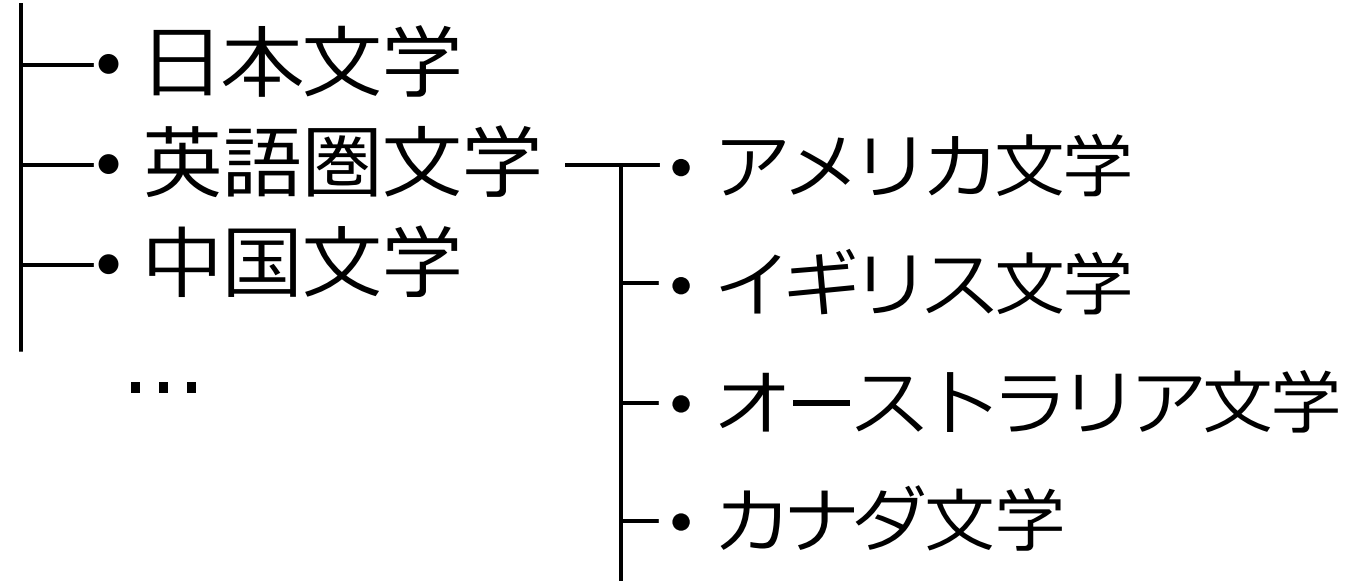 • 日本文学
• 英語圏文学
• 中国文学
…
• アメリカ文学
• イギリス文学
• オーストラリア文学
• カナダ文学